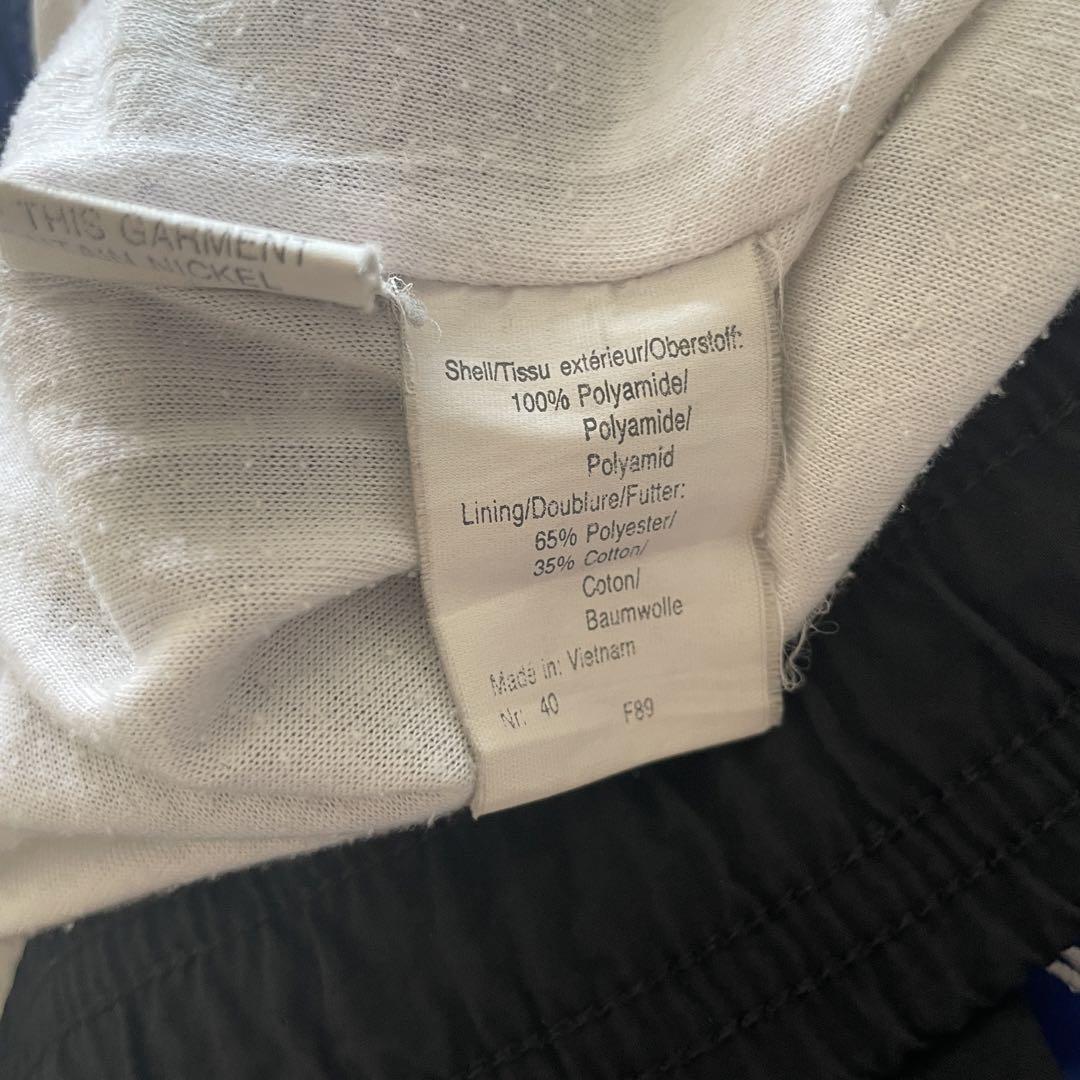 THIS GARMENT
NICKEL
Shell/Tissu extérieur/Oberstoff:
100% Polyamide/
Polyamide/
Polyamid
Lining/Doublure/Futter:
65% Polyester/
35% Cotton/
Coton/
Baumwolle
Made in: Vietnam
Nr: 40 F89